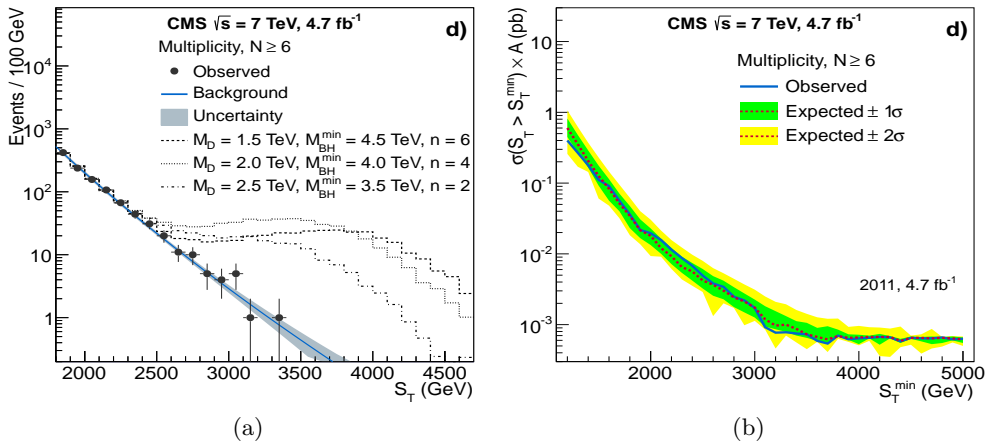 CMS √s = 7 TeV, 4.7 fb⁻¹
d)
Multiplicity, N ≥ 6
Observed
Background
Uncertainty
M_D = 1.5 TeV, M_BH^min = 4.5 TeV, n = 6
M_D = 2.0 TeV, M_BH^min = 4.0 TeV, n = 4
M_D = 2.5 TeV, M_BH^min = 3.5 TeV, n = 2
Events / 100 GeV
10⁴
10³
10²
10
1
2000 2500 3000 3500 4000 4500
S_T (GeV)
(a)
CMS √s = 7 TeV, 4.7 fb⁻¹
d)
Multiplicity, N ≥ 6
Observed
Expected ± 1σ
Expected ± 2σ
2011, 4.7 fb⁻¹
σ(S_T > S_T^min) × A (pb)
10
1
10⁻¹
10⁻²
10⁻³
2000 3000 4000 5000
S_T^min (GeV)
(b)